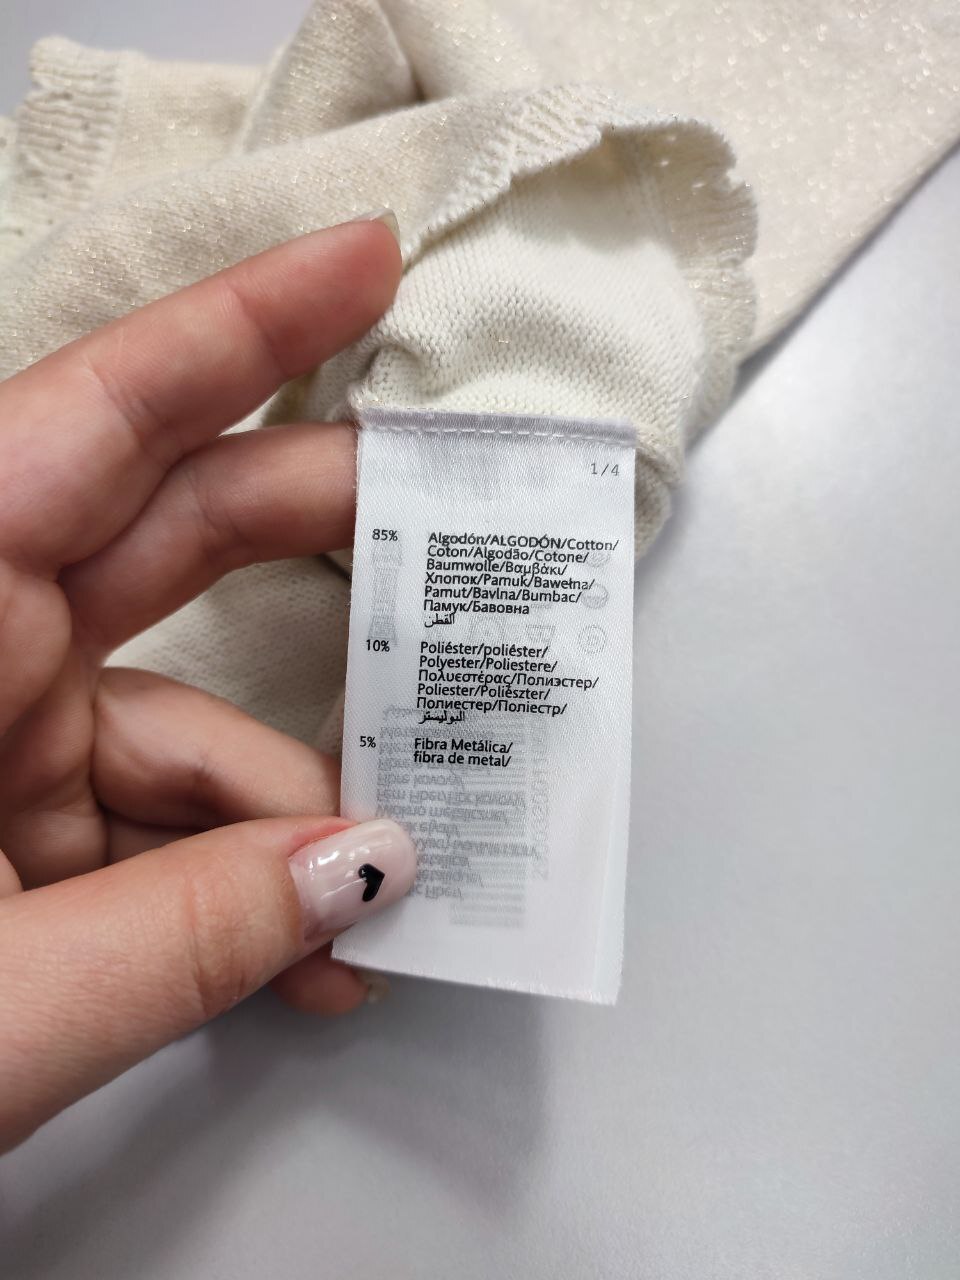 1/4
85% Algodón/ALGODÓN/Cotton/
Coton/Algodão/Cotone/
Baumwolle/Βαμβάκι/
Хлопок/Pamuk/Bawełna/
Pamut/Bavlna/Bumbac/
Памук/Бавовна
القطن
10% Poliéster/poliéster/
Polyester/Poliestere/
Πολυεστέρας/Полиэстер/
Poliester/Poliészter/
Полиестер/Поліестр/
البوليستر
5% Fibra Metálica/
fibra de metal/